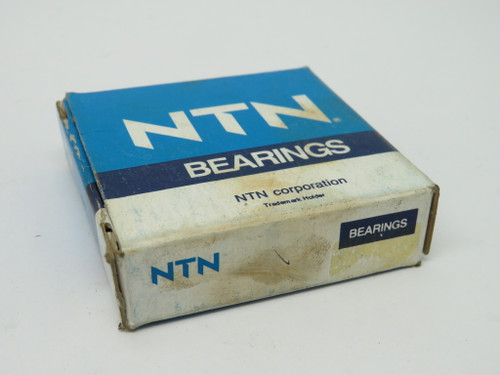 NTN.
BEARINGS
NTN corporation
Trademark Holder
NTN
BEARINGS